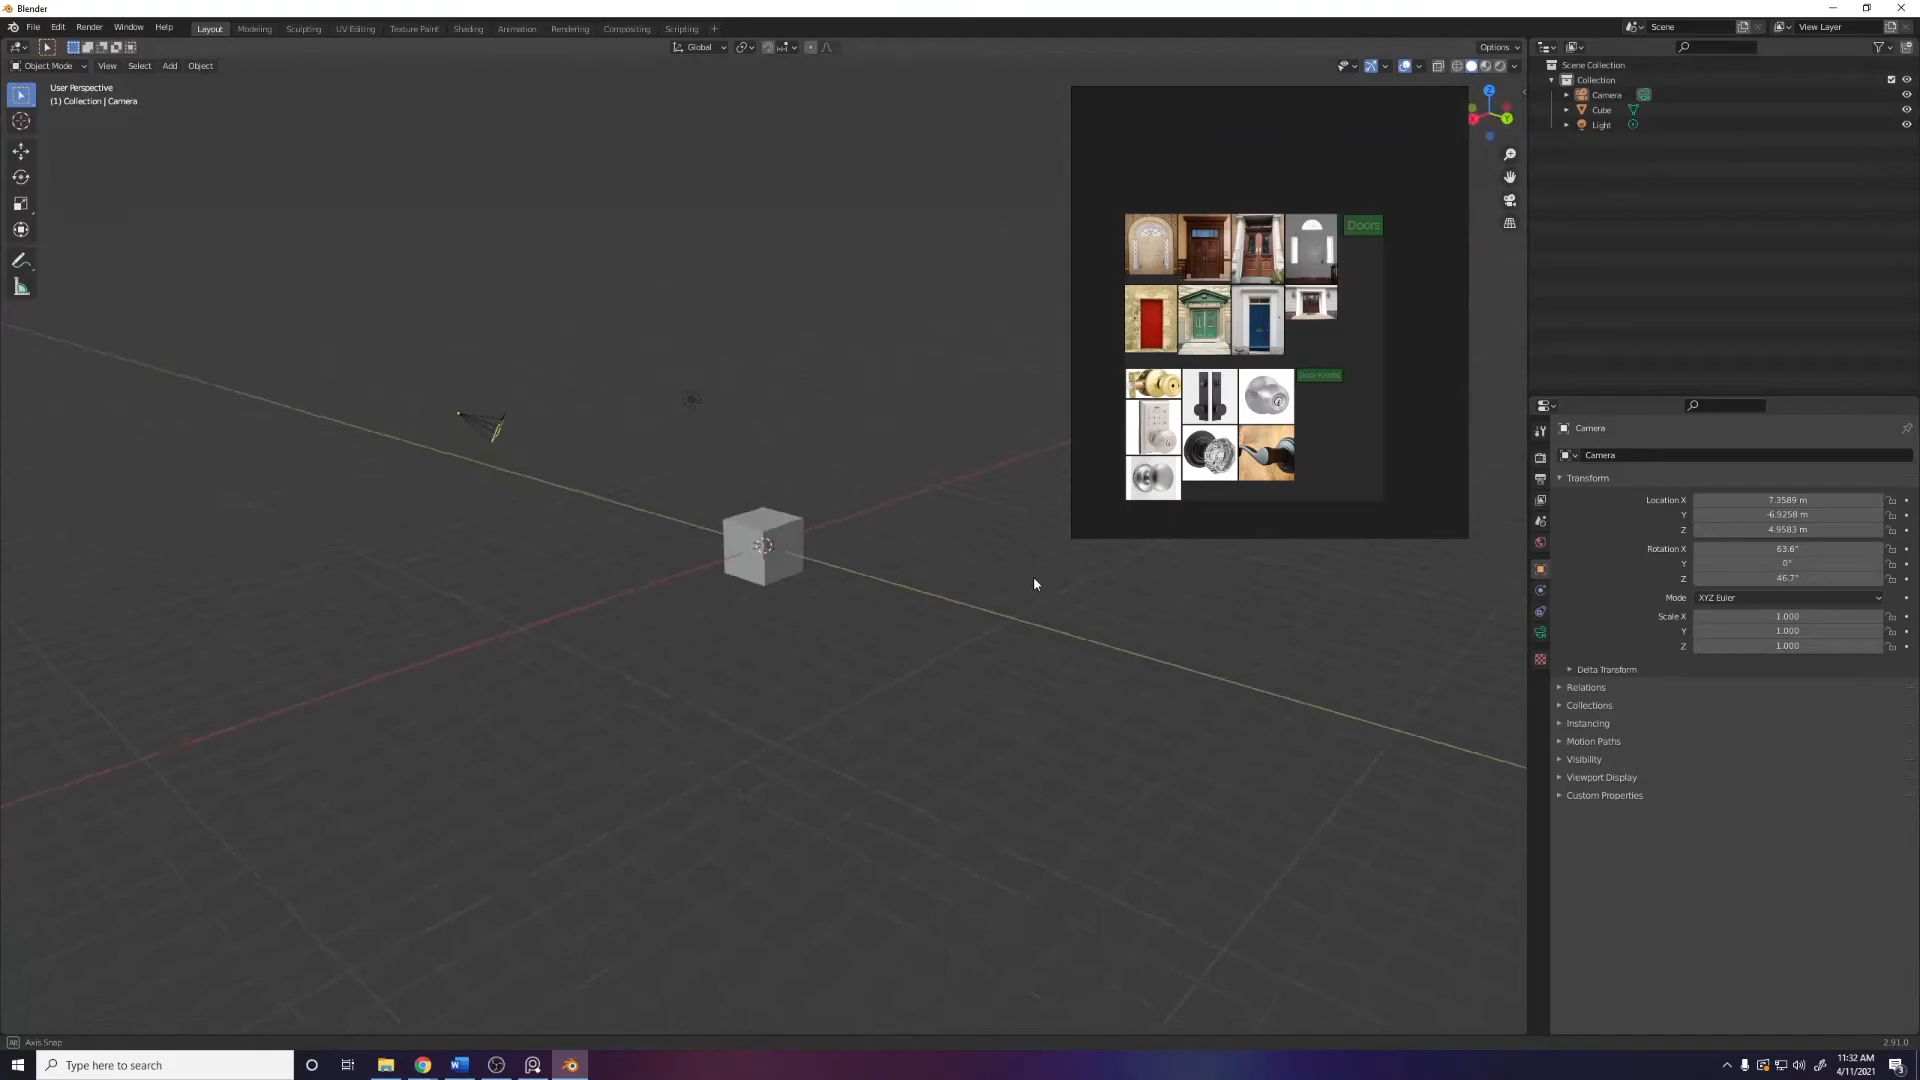 Blender
File Edit Render Window Help
Layout Modeling Sculpting UV Editing Texture Paint Shading Animation Rendering Compositing Scripting +
Scene
View Layer
Global
Options
Object Mode View Select Add Object
User Perspective
(1) Collection | Camera
Z
X
Y
Doors
Door Knobs
Scene Collection
Collection
Camera
Cube
Light
Camera
Camera
Transform
Location X 7.3589 m
Y -6.9258 m
Z 4.9583 m
Rotation X 63.6°
Y 0°
Z 46.7°
Mode XYZ Euler
Scale X 1.000
Y 1.000
Z 1.000
Delta Transform
Relations
Collections
Instancing
Motion Paths
Visibility
Viewport Display
Custom Properties
Alt Axis Snap
2.91.0
Type here to search
11:32 AM
4/11/2021
3